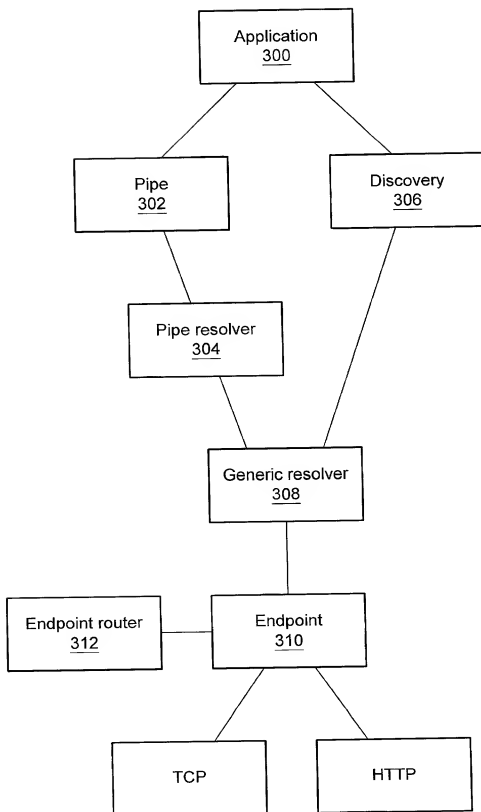 Application
300
Pipe
302
Discovery
306
Pipe resolver
304
Generic resolver
308
Endpoint router
312
Endpoint
310
TCP
HTTP